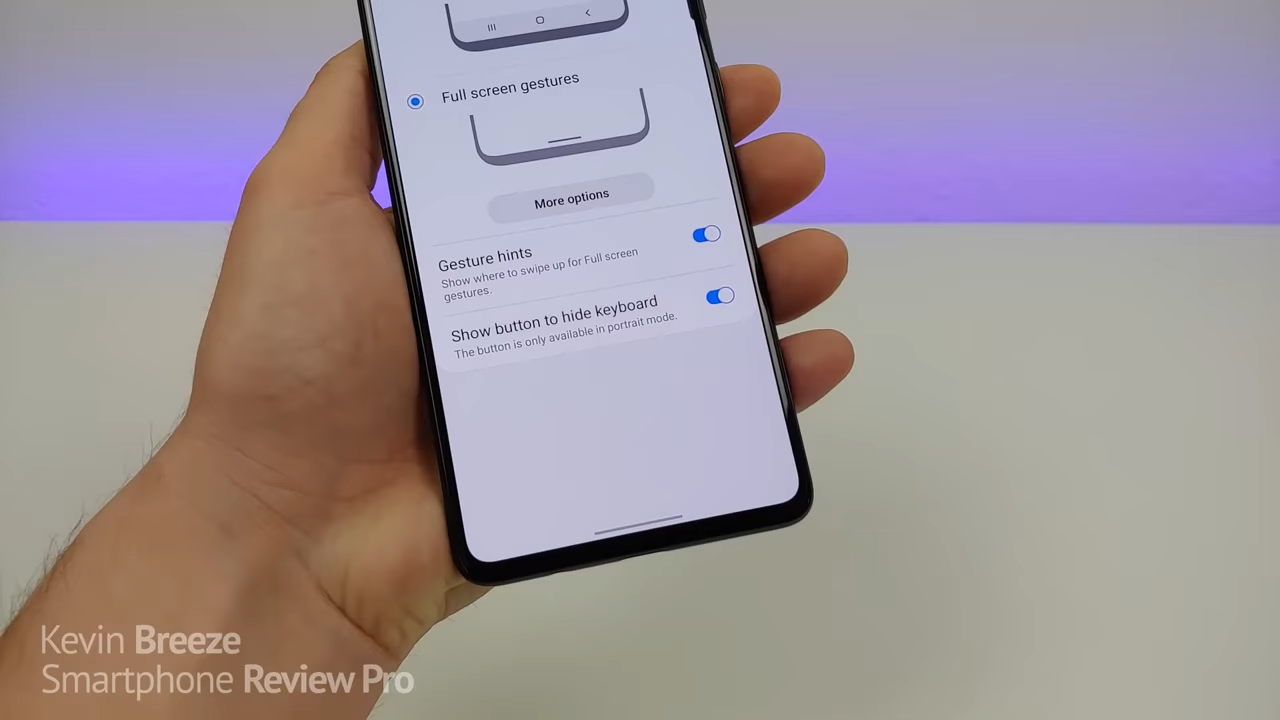 Full screen gestures
More options
Gesture hints
Show where to swipe up for Full screen
gestures.
Show button to hide keyboard
The button is only available in portrait mode.
Kevin Breeze
Smartphone Review Pro